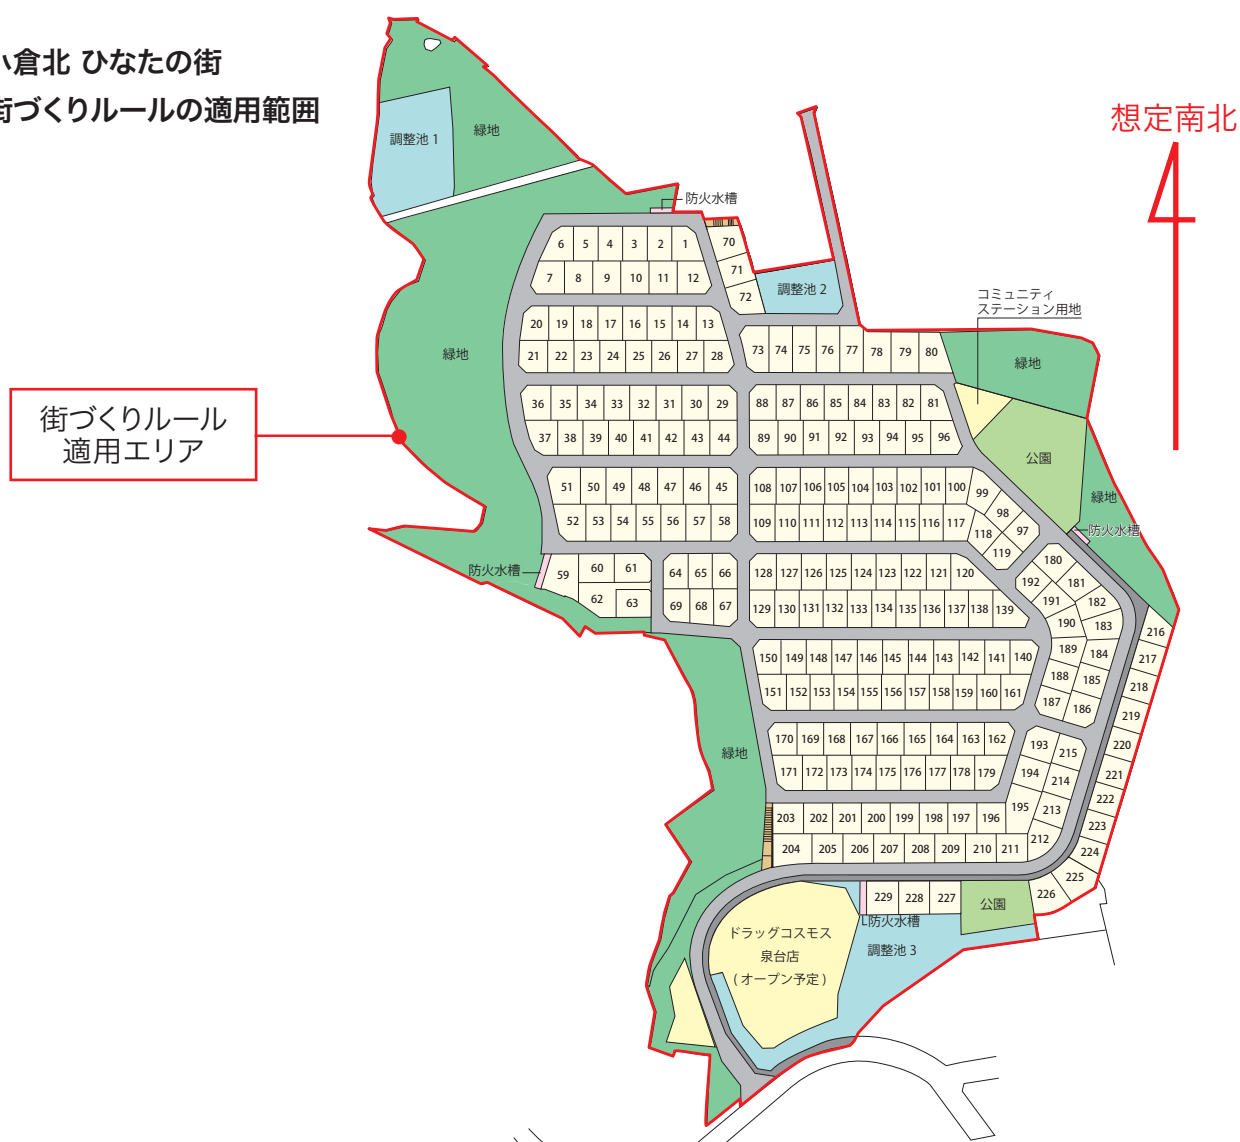 小倉北 ひなたの街
街づくりルールの適用範囲
想定南北
調整池 1
緑地
防火水槽
6 5 4 3 2 1
70
7 8 9 10 11 12
71
72
調整池 2
コミュニティ
ステーション用地
20 19 18 17 16 15 14 13
21 22 23 24 25 26 27 28
73 74 75 76 77 78 79 80
緑地
緑地
街づくりルール
適用エリア
36 35 34 33 32 31 30 29
88 87 86 85 84 83 82 81
37 38 39 40 41 42 43 44
89 90 91 92 93 94 95 96
公園
51 50 49 48 47 46 45
108 107 106 105 104 103 102 101 100 99
緑地
52 53 54 55 56 57 58
109 110 111 112 113 114 115 116 117 118 98 97
119
防火水槽
防火水槽
59 60 61
62 63
64 65 66
69 68 67
128 127 126 125 124 123 122 121 120
129 130 131 132 133 134 135 136 137 138 139
180
192 181
191 182
190 183
189 184
188 185
187 186
216
217
218
219
220
221
222
223
224
225
226
150 149 148 147 146 145 144 143 142 141 140
151 152 153 154 155 156 157 158 159 160 161
緑地
170 169 168 167 166 165 164 163 162
171 172 173 174 175 176 177 178 179
193 215
194 214
195 213
212
203 202 201 200 199 198 197 196
204 205 206 207 208 209 210 211
229 228 227
公園
防火水槽
調整池 3
ドラッグコスモス
泉台店
( オープン予定 )